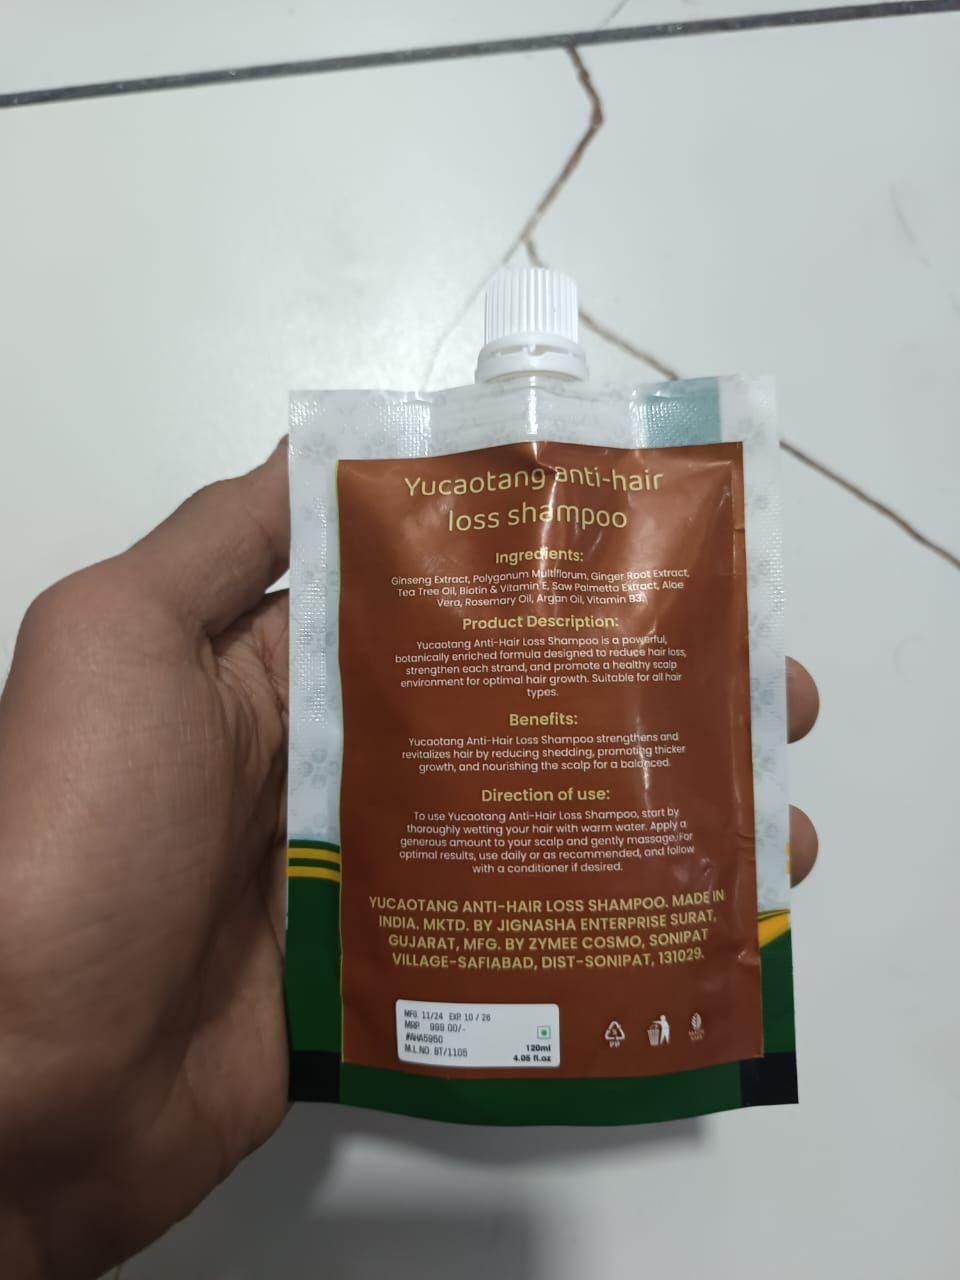 Yucaotang anti-hair
loss shampoo
Ingredients:
Ginseng Extract, Polygonum Multiflorum, Ginger Root Extract,
Tea Tree Oil, Biotin & Vitamin E, Saw Palmetto Extract, Aloe
Vera, Rosemary Oil, Argan Oil, Vitamin B3.
Product Description:
Yucaotang Anti-Hair Loss Shampoo is a powerful,
botanically enriched formula designed to reduce hair loss,
strengthen each strand, and promote a healthy scalp
environment for optimal hair growth. Suitable for all hair
types.
Benefits:
Yucaotang Anti-Hair Loss Shampoo strengthens and
revitalizes hair by reducing shedding, promoting thicker
growth, and nourishing the scalp for a balanced.
Direction of use:
To use Yucaotang Anti-Hair Loss Shampoo, start by
thoroughly wetting your hair with warm water. Apply a
generous amount to your scalp and gently massage. For
optimal results, use daily or as recommended, and follow
with a conditioner if desired.
YUCAOTANG ANTI-HAIR LOSS SHAMPOO. MADE IN
INDIA. MKTD. BY JIGNASHA ENTERPRISE SURAT,
GUJARAT, MFG. BY ZYMEE COSMO, SONIPAT
VILLAGE-SAFIABAD, DIST-SONIPAT, 131029.
MFG. 11/24 EXP. 10 / 26
MRP 999.00/-
#AHA5950
M.L.NO. BT/1105
120ml
4.05 fl.oz
5
PP